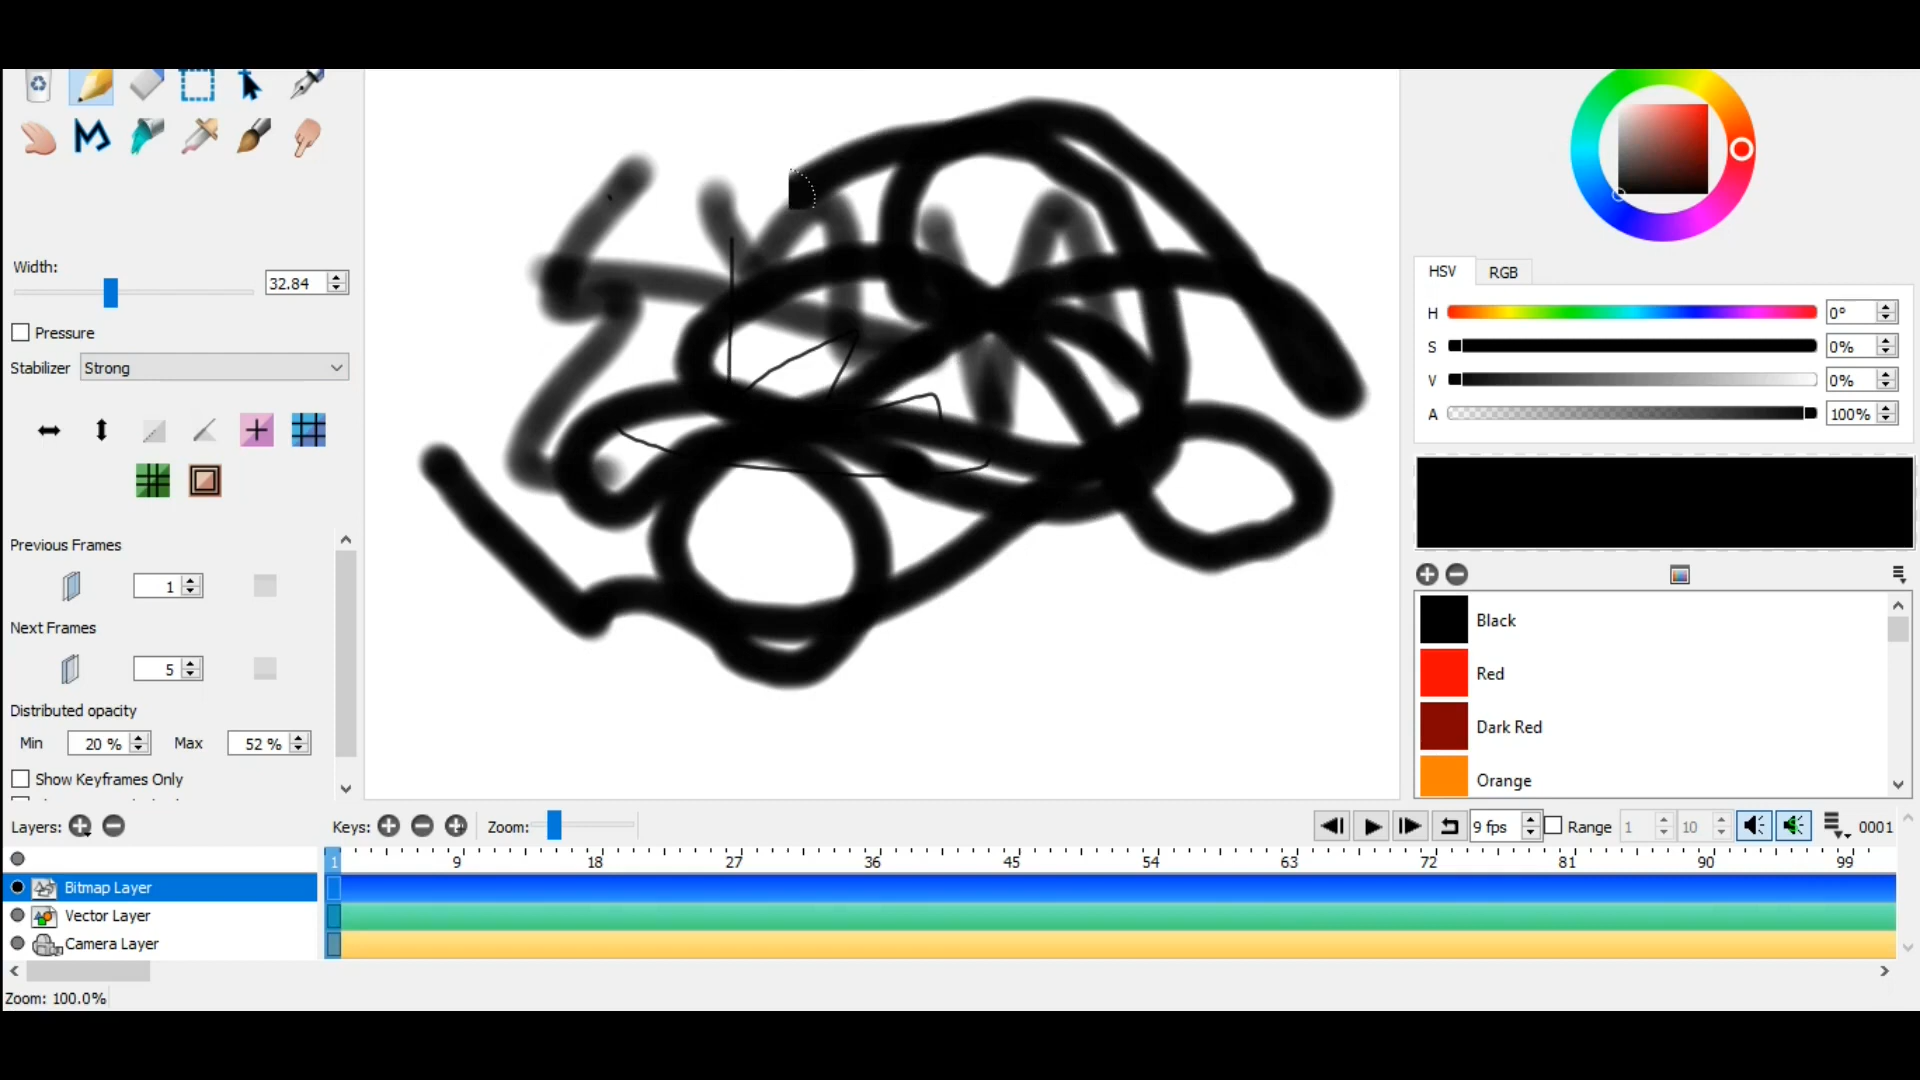 Width:
32.84
Pressure
Stabilizer Strong
Previous Frames
1
Next Frames
5
Distributed opacity
Min 20 % Max 52 %
Show Keyframes Only
HSV RGB
H 0°
S 0%
V 0%
A 100%
Black
Red
Dark Red
Orange
Layers: Keys: Zoom: 9 fps Range 1 10 0001
1 9 18 27 36 45 54 63 72 81 90 99
Bitmap Layer
Vector Layer
Camera Layer
Zoom: 100.0%